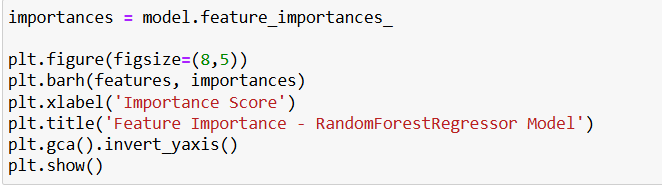 importances = model.feature_importances_
plt.figure(figsize=(8,5))
plt.barh(features, importances)
plt.xlabel('Importance Score')
plt.title('Feature Importance - RandomForestRegressor Model')
plt.gca().invert_yaxis()
plt.show()